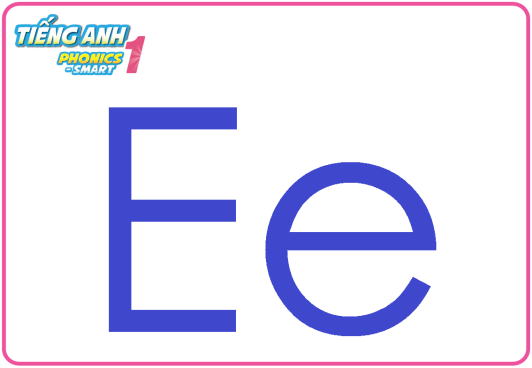 TIẾNG ANH 1
PHONICS
-SMART
Ee